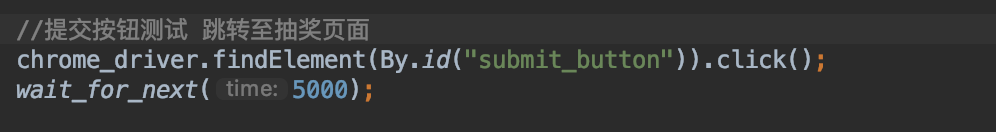 //提交按钮测试 跳转至抽奖页面
chrome_driver.findElement(By.id("submit_button")).click();
wait_for_next( time: 5000);